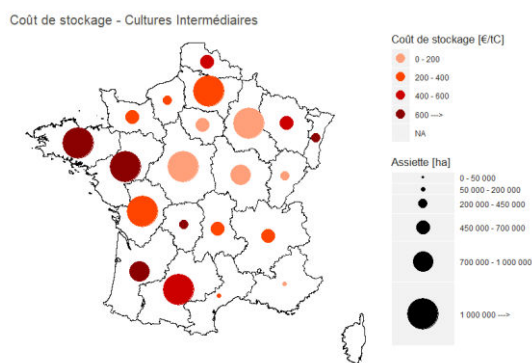 Coût de stockage - Cultures Intermédiaires
Coût de stockage [€/tC]
0 - 200
200 - 400
400 - 600
600 --->
NA
Assiette [ha]
0 - 50 000
50 000 - 200 000
200 000 - 450 000
450 000 - 700 000
700 000 - 1 000 000
1 000 000 --->